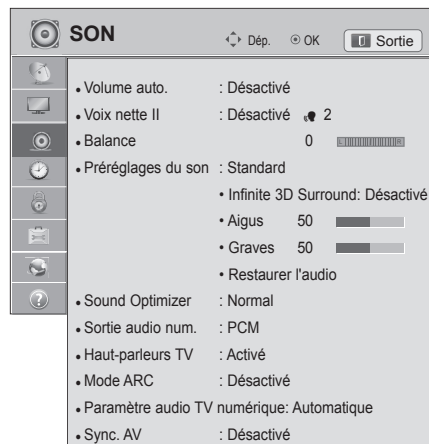 SON Dép. OK Sortie
• Volume auto. : Désactivé
• Voix nette II : Désactivé 2
• Balance 0 L R
• Préréglages du son : Standard
• Infinite 3D Surround: Désactivé
• Aigus 50
• Graves 50
• Restaurer l'audio
• Sound Optimizer : Normal
• Sortie audio num. : PCM
• Haut-parleurs TV : Activé
• Mode ARC : Désactivé
• Paramètre audio TV numérique: Automatique
• Sync. AV : Désactivé
?